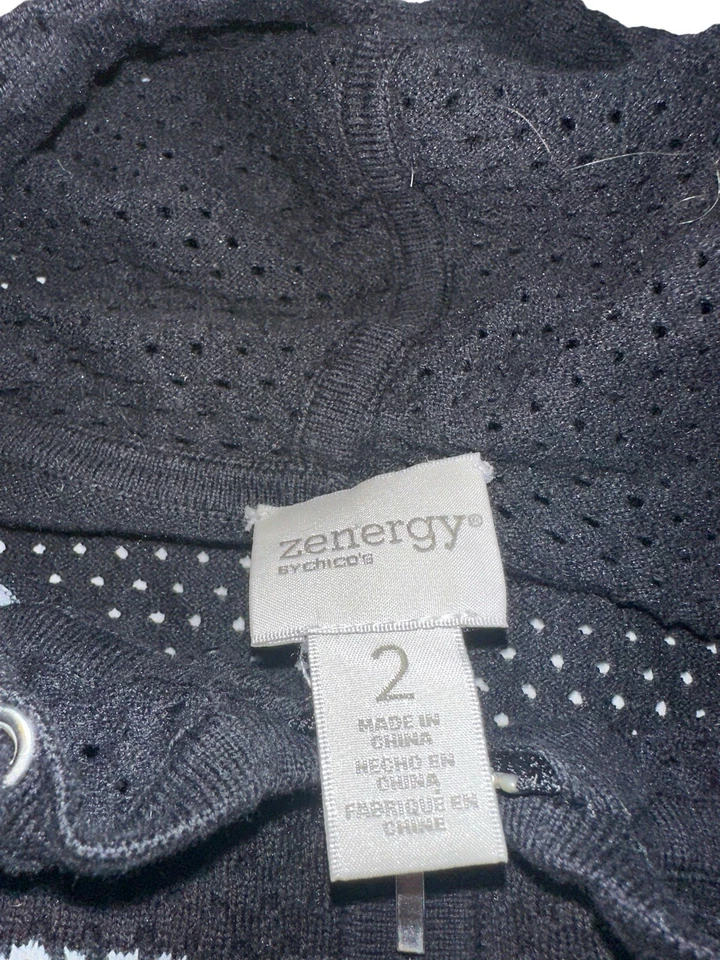 zenergy®
BY CHICO'S
2
MADE IN
CHINA
HECHO EN
CHINA
FABRIQUÉ EN
CHINE